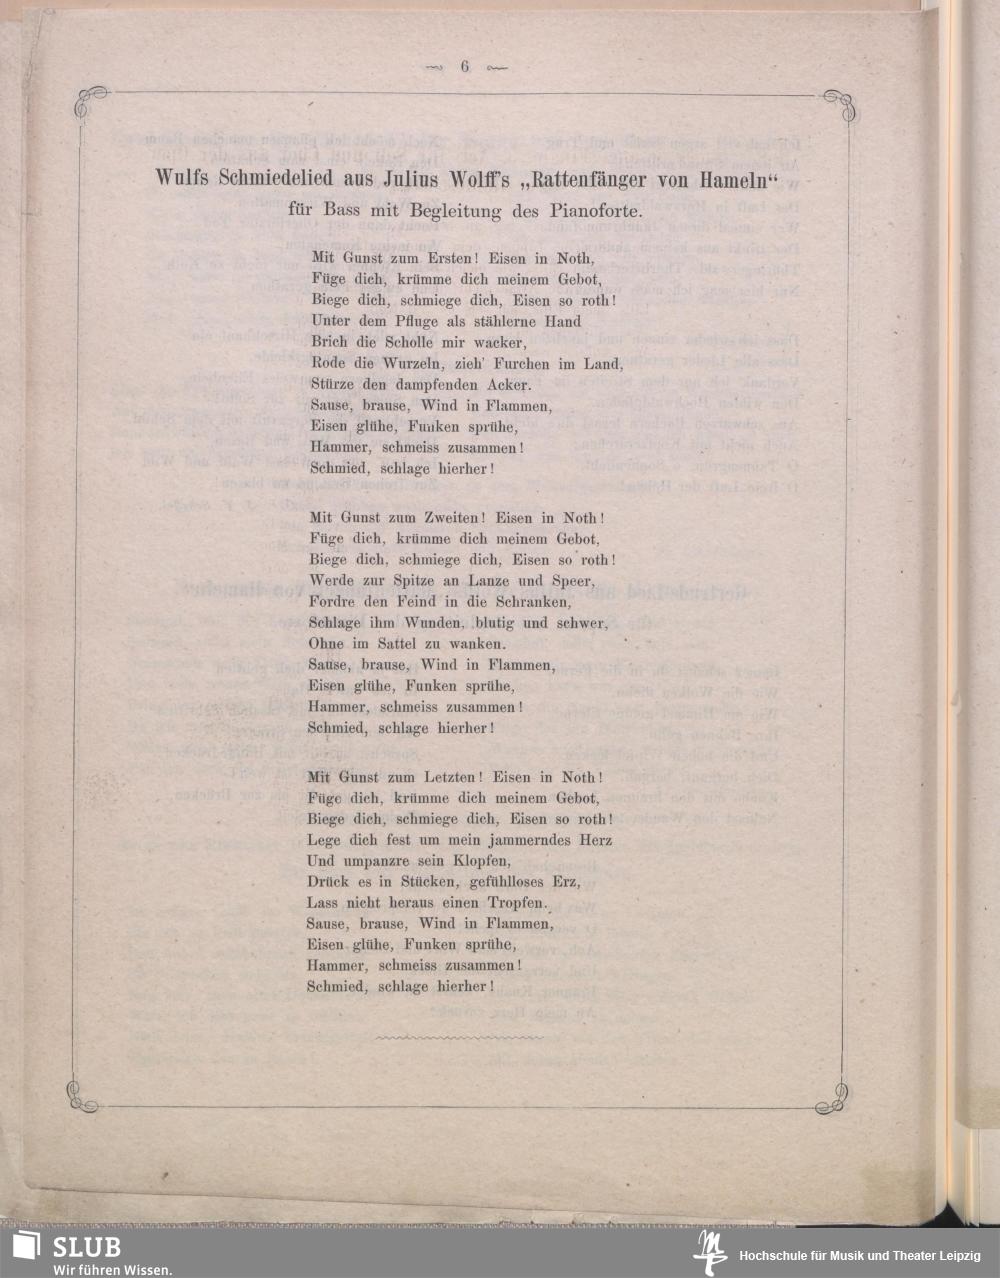 6
Wulfs Schmiedelied aus Julius Wolff's „Rattenfänger von Hameln“
für Bass mit Begleitung des Pianoforte.
Mit Gunst zum Ersten! Eisen in Noth,
Füge dich, krümme dich meinem Gebot,
Biege dich, schmiege dich, Eisen so roth!
Unter dem Pfluge als stählerne Hand
Brich die Scholle mir wacker,
Rode die Wurzeln, zieh' Furchen im Land,
Stürze den dampfenden Acker.
Sause, brause, Wind in Flammen,
Eisen glühe, Funken sprühe,
Hammer, schmeiss zusammen!
Schmied, schlage hierher!
Mit Gunst zum Zweiten! Eisen in Noth!
Füge dich, krümme dich meinem Gebot,
Biege dich, schmiege dich, Eisen so roth!
Werde zur Spitze an Lanze und Speer,
Fordre den Feind in die Schranken,
Schlage ihm Wunden, blutig und schwer,
Ohne im Sattel zu wanken.
Sause, brause, Wind in Flammen,
Eisen glühe, Funken sprühe,
Hammer, schmeiss zusammen!
Schmied, schlage hierher!
Mit Gunst zum Letzten! Eisen in Noth!
Füge dich, krümme dich meinem Gebot,
Biege dich, schmiege dich, Eisen so roth!
Lege dich fest um mein jammerndes Herz
Und umpanzre sein Klopfen,
Drück es in Stücken, gefühlloses Erz,
Lass nicht heraus einen Tropfen.
Sause, brause, Wind in Flammen,
Eisen glühe, Funken sprühe,
Hammer, schmeiss zusammen!
Schmied, schlage hierher!
SLUB
Wir führen Wissen.
Hochschule für Musik und Theater Leipzig